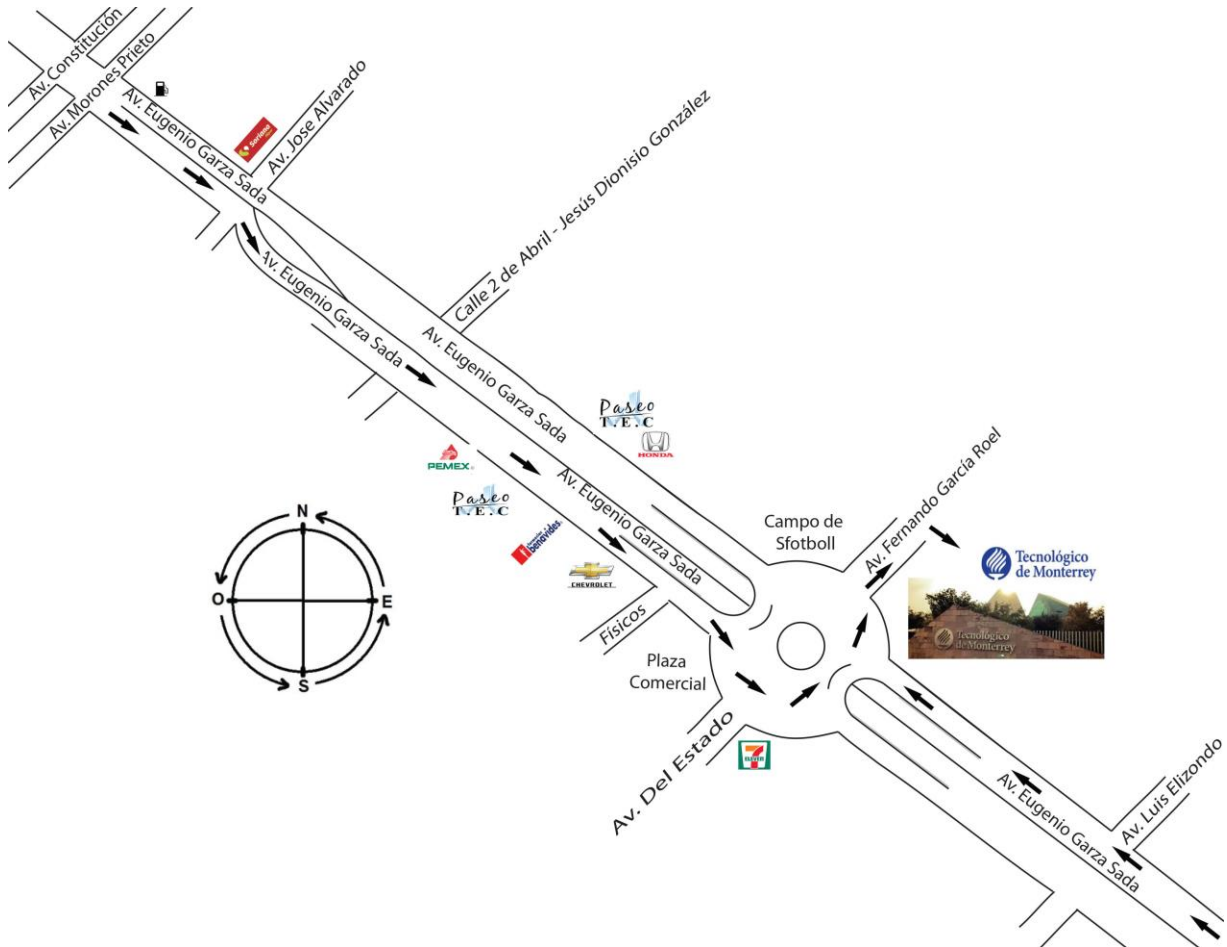 Av. Constitución
Av. Morones Prieto
Av. Eugenio Garza Sada
Soriana
Av. Jose Alvarado
Calle 2 de Abril - Jesús Dionisio González
Av. Eugenio Garza Sada
Av. Eugenio Garza Sada
Paseo
T.E.C
HONDA
PEMEX
Paseo
T.E.C
benavides
CHEVROLET
Av. Eugenio Garza Sada
Físicos
Campo de
Sfotboll
Av. Fernando García Roel
Tecnológico
de Monterrey
Tecnológico
de Monterrey
N
O
E
S
Plaza
Comercial
Av. Del Estado
7
ELEVEN
Av. Eugenio Garza Sada
Av. Luis Elizondo